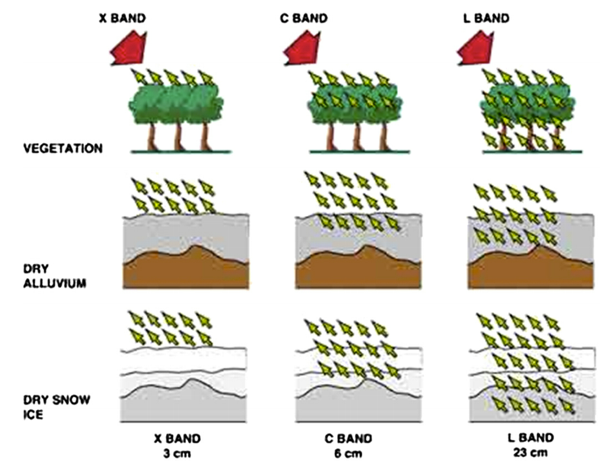 X BAND
C BAND
L BAND
VEGETATION
DRY
ALLUVIUM
DRY SNOW
ICE
X BAND
3 cm
C BAND
6 cm
L BAND
23 cm